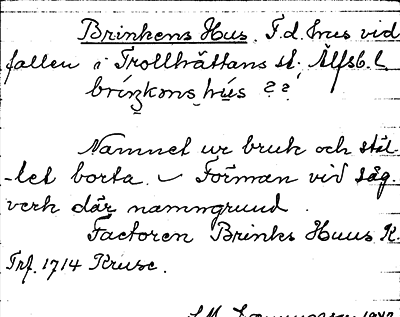 Brinkens Hus. F.d. hus vid
fallen i Trollhättans st. Älfsb. l.
brinkens hus ??
Namnet ur bruk och stäl-
-let borta. Förman vid såg-
verk där namngrund.
Factoren Brinks Huus K.
Trf. 1714 Kruse.